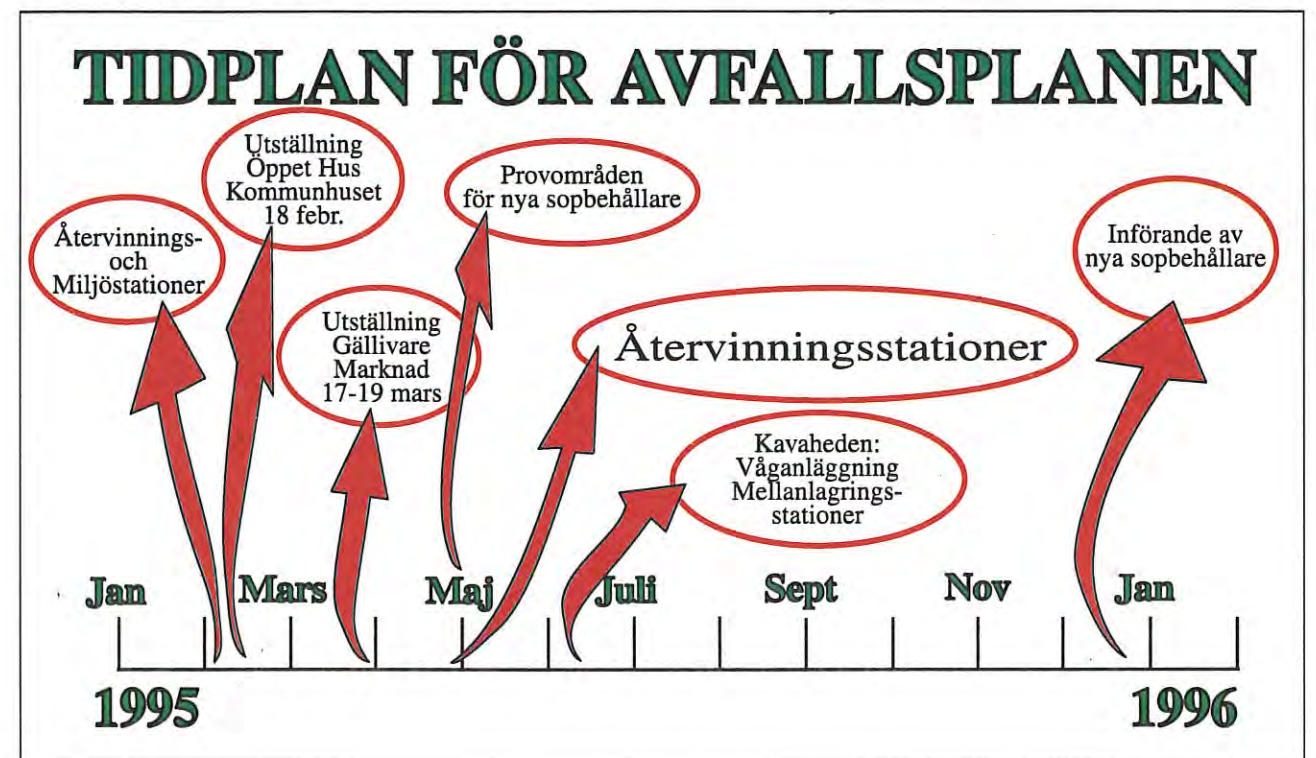 TIDPLAN FÖR AVFALLSPLANEN
Återvinnings-
och
Miljöstationer
Utställning
Öppet Hus
Kommunhuset
18 febr.
Utställning
Gällivare
Marknad
17-19 mars
Provområden
för nya sopbehållare
Återvinningsstationer
Kavaheden:
Våganläggning
Mellanlagrings-
stationer
Införande av
nya sopbehållare
Jan Mars Maj Juli Sept Nov Jan
1995 1996